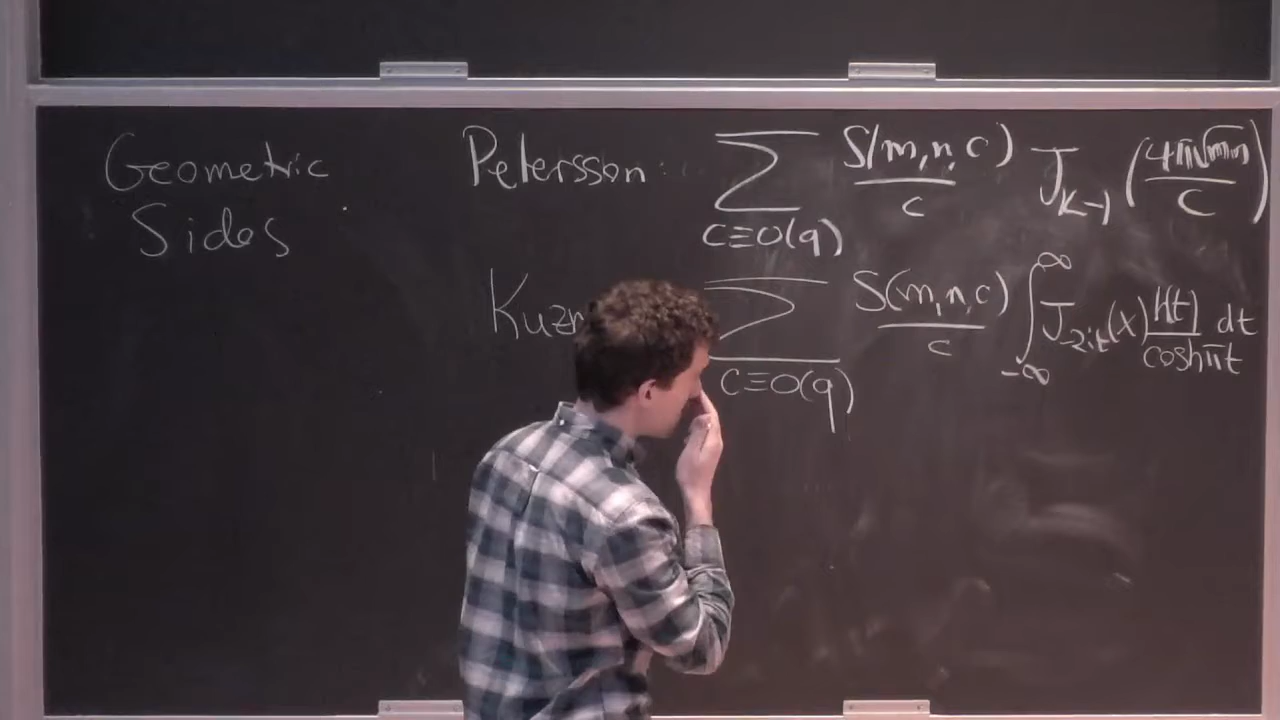 Geometric Sides
Petersson: ∑_{c≡0(q)} S(m,n,c)/c J_{k-1}(4π√mn/c)
∑_{c≡0(q)} S(m,n,c)/c ∫_{-∞}^{∞} J_{2it}(x) h(t)/cosh πt dt